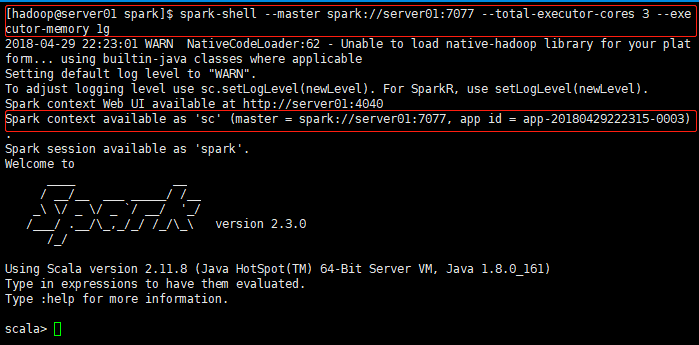 [hadoop@server01 spark]$ spark-shell --master spark://server01:7077 --total-executor-cores 3 --exe
cutor-memory 1g
2018-04-29 22:23:01 WARN  NativeCodeLoader:62 - Unable to load native-hadoop library for your plat
form... using builtin-java classes where applicable
Setting default log level to "WARN".
To adjust logging level use sc.setLogLevel(newLevel). For SparkR, use setLogLevel(newLevel).
Spark context Web UI available at http://server01:4040
Spark context available as 'sc' (master = spark://server01:7077, app id = app-20180429222315-0003)
.
Spark session available as 'spark'.
Welcome to
      ____              __
     / __/__  ___ _____/ /__
    _\ \/ _ \/ _ `/ __/  '_/
   /___/ .__/\_,_/_/ /_/\_\   version 2.3.0
      /_/
Using Scala version 2.11.8 (Java HotSpot(TM) 64-Bit Server VM, Java 1.8.0_161)
Type in expressions to have them evaluated.
Type :help for more information.
scala>